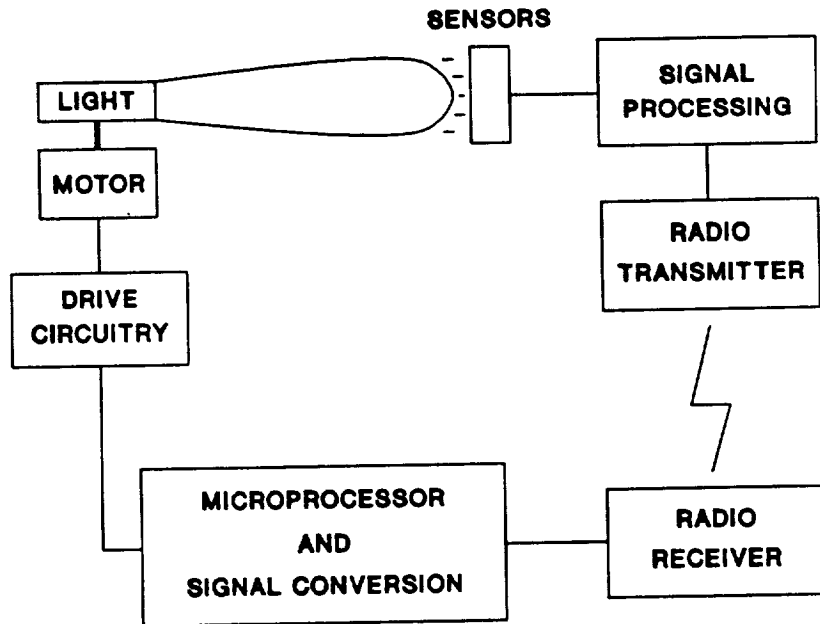 SENSORS
LIGHT
SIGNAL
PROCESSING
MOTOR
RADIO
TRANSMITTER
DRIVE
CIRCUITRY
MICROPROCESSOR
AND
SIGNAL CONVERSION
RADIO
RECEIVER